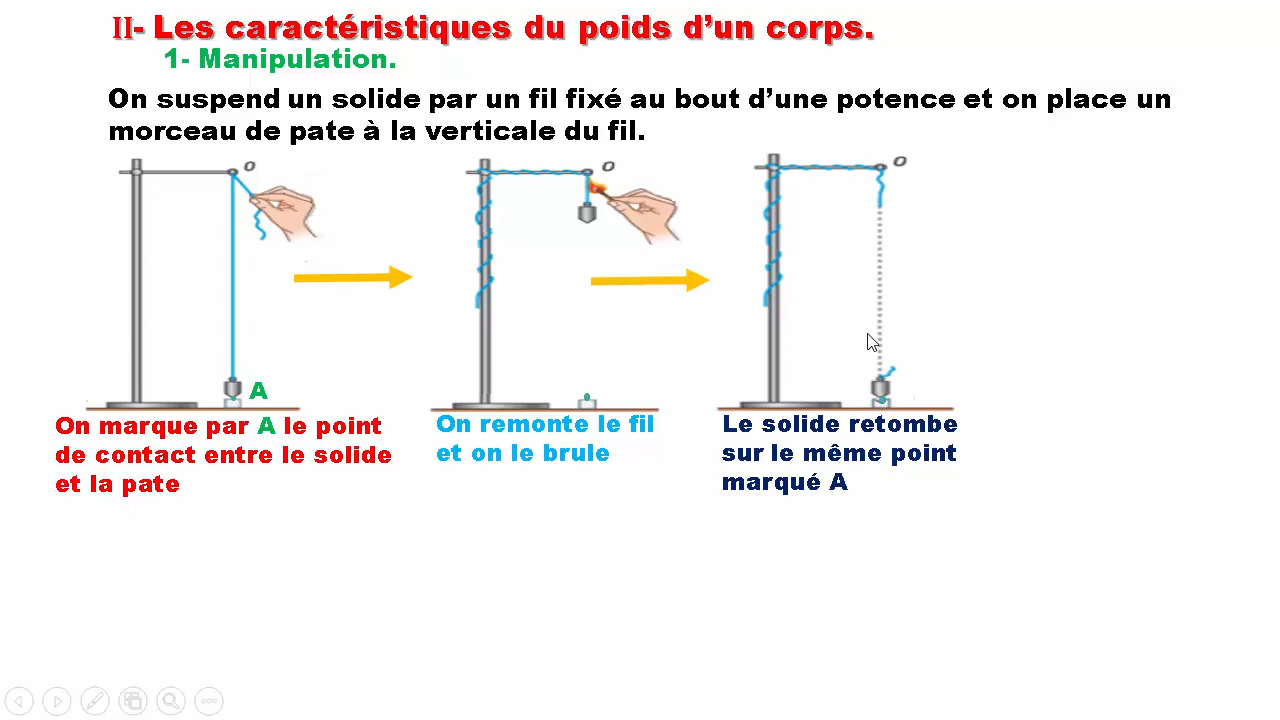 II- Les caractéristiques du poids d’un corps.
1- Manipulation.
On suspend un solide par un fil fixé au bout d’une potence et on place un
morceau de pate à la verticale du fil.
O
O
O
A
On marque par A le point
de contact entre le solide
et la pate
On remonte le fil
et on le brule
Le solide retombe
sur le même point
marqué A